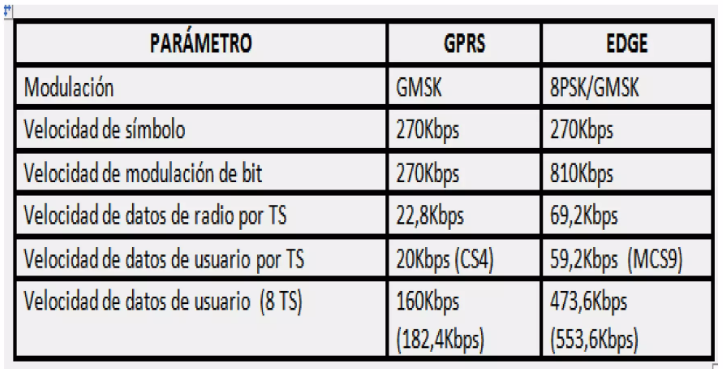 PARÁMETRO GPRS EDGE
Modulación GMSK 8PSK/GMSK
Velocidad de símbolo 270Kbps 270Kbps
Velocidad de modulación de bit 270Kbps 810Kbps
Velocidad de datos de radio por TS 22,8Kbps 69,2Kbps
Velocidad de datos de usuario por TS 20Kbps (CS4) 59,2Kbps (MCS9)
Velocidad de datos de usuario (8 TS) 160Kbps 473,6Kbps
(182,4Kbps) (553,6Kbps)